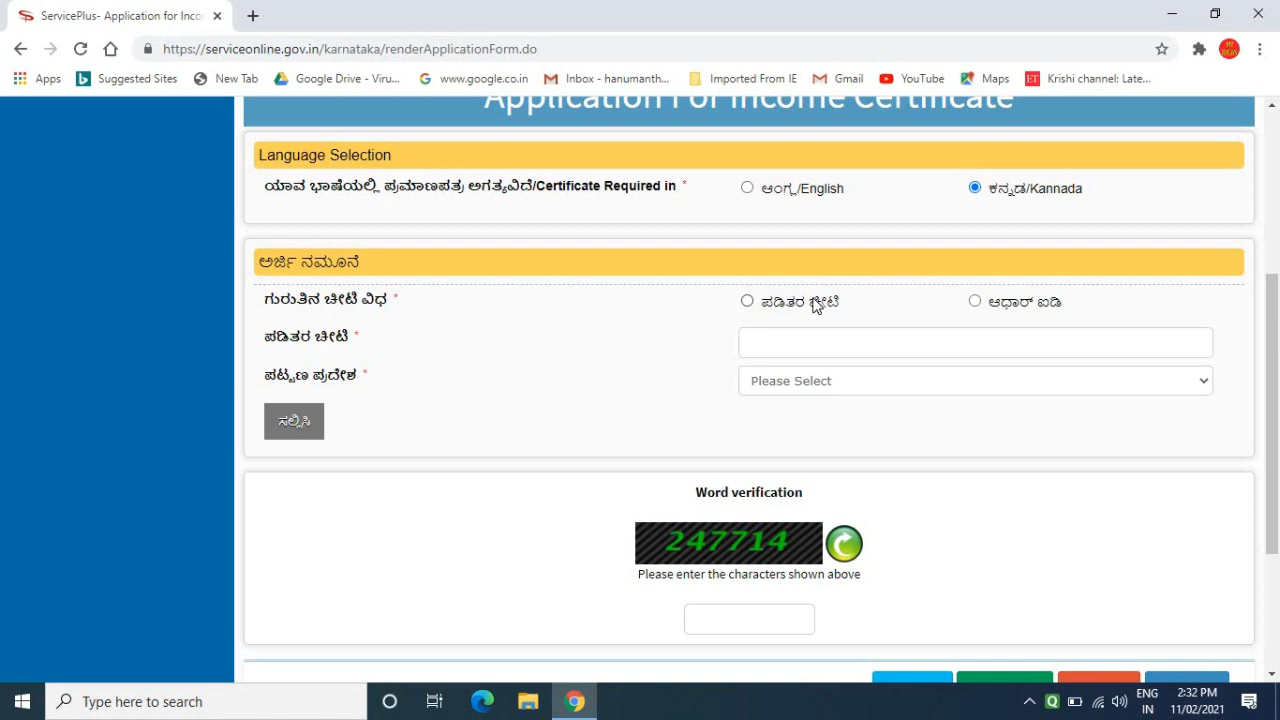 ServicePlus- Application for Inco
https://serviceonline.gov.in/karnataka/renderApplicationForm.do
Apps Suggested Sites New Tab Google Drive - Viru... www.google.co.in Inbox - hanumanth... Imported From IE Gmail YouTube Maps Krishi channel: Late...
Application For Income Certificate
Language Selection
ಯಾವ ಭಾಷೆಯಲ್ಲಿ ಪ್ರಮಾಣಪತ್ರ ಅಗತ್ಯವಿದೆ/Certificate Required in * ಆಂಗ್ಲ/English ಕನ್ನಡ/Kannada
ಅರ್ಜಿ ನಮೂನೆ
ಗುರುತಿನ ಚೀಟಿ ವಿಧ * ಪಡಿತರ ಚೀಟಿ ಆಧಾರ್ ಐಡಿ
ಪಡಿತರ ಚೀಟಿ *
ಪಟ್ಟಣ ಪ್ರದೇಶ * Please Select
ಸಲ್ಲಿಸಿ
Word verification
247714
Please enter the characters shown above
Type here to search
ENG 2:32 PM
IN 11/02/2021